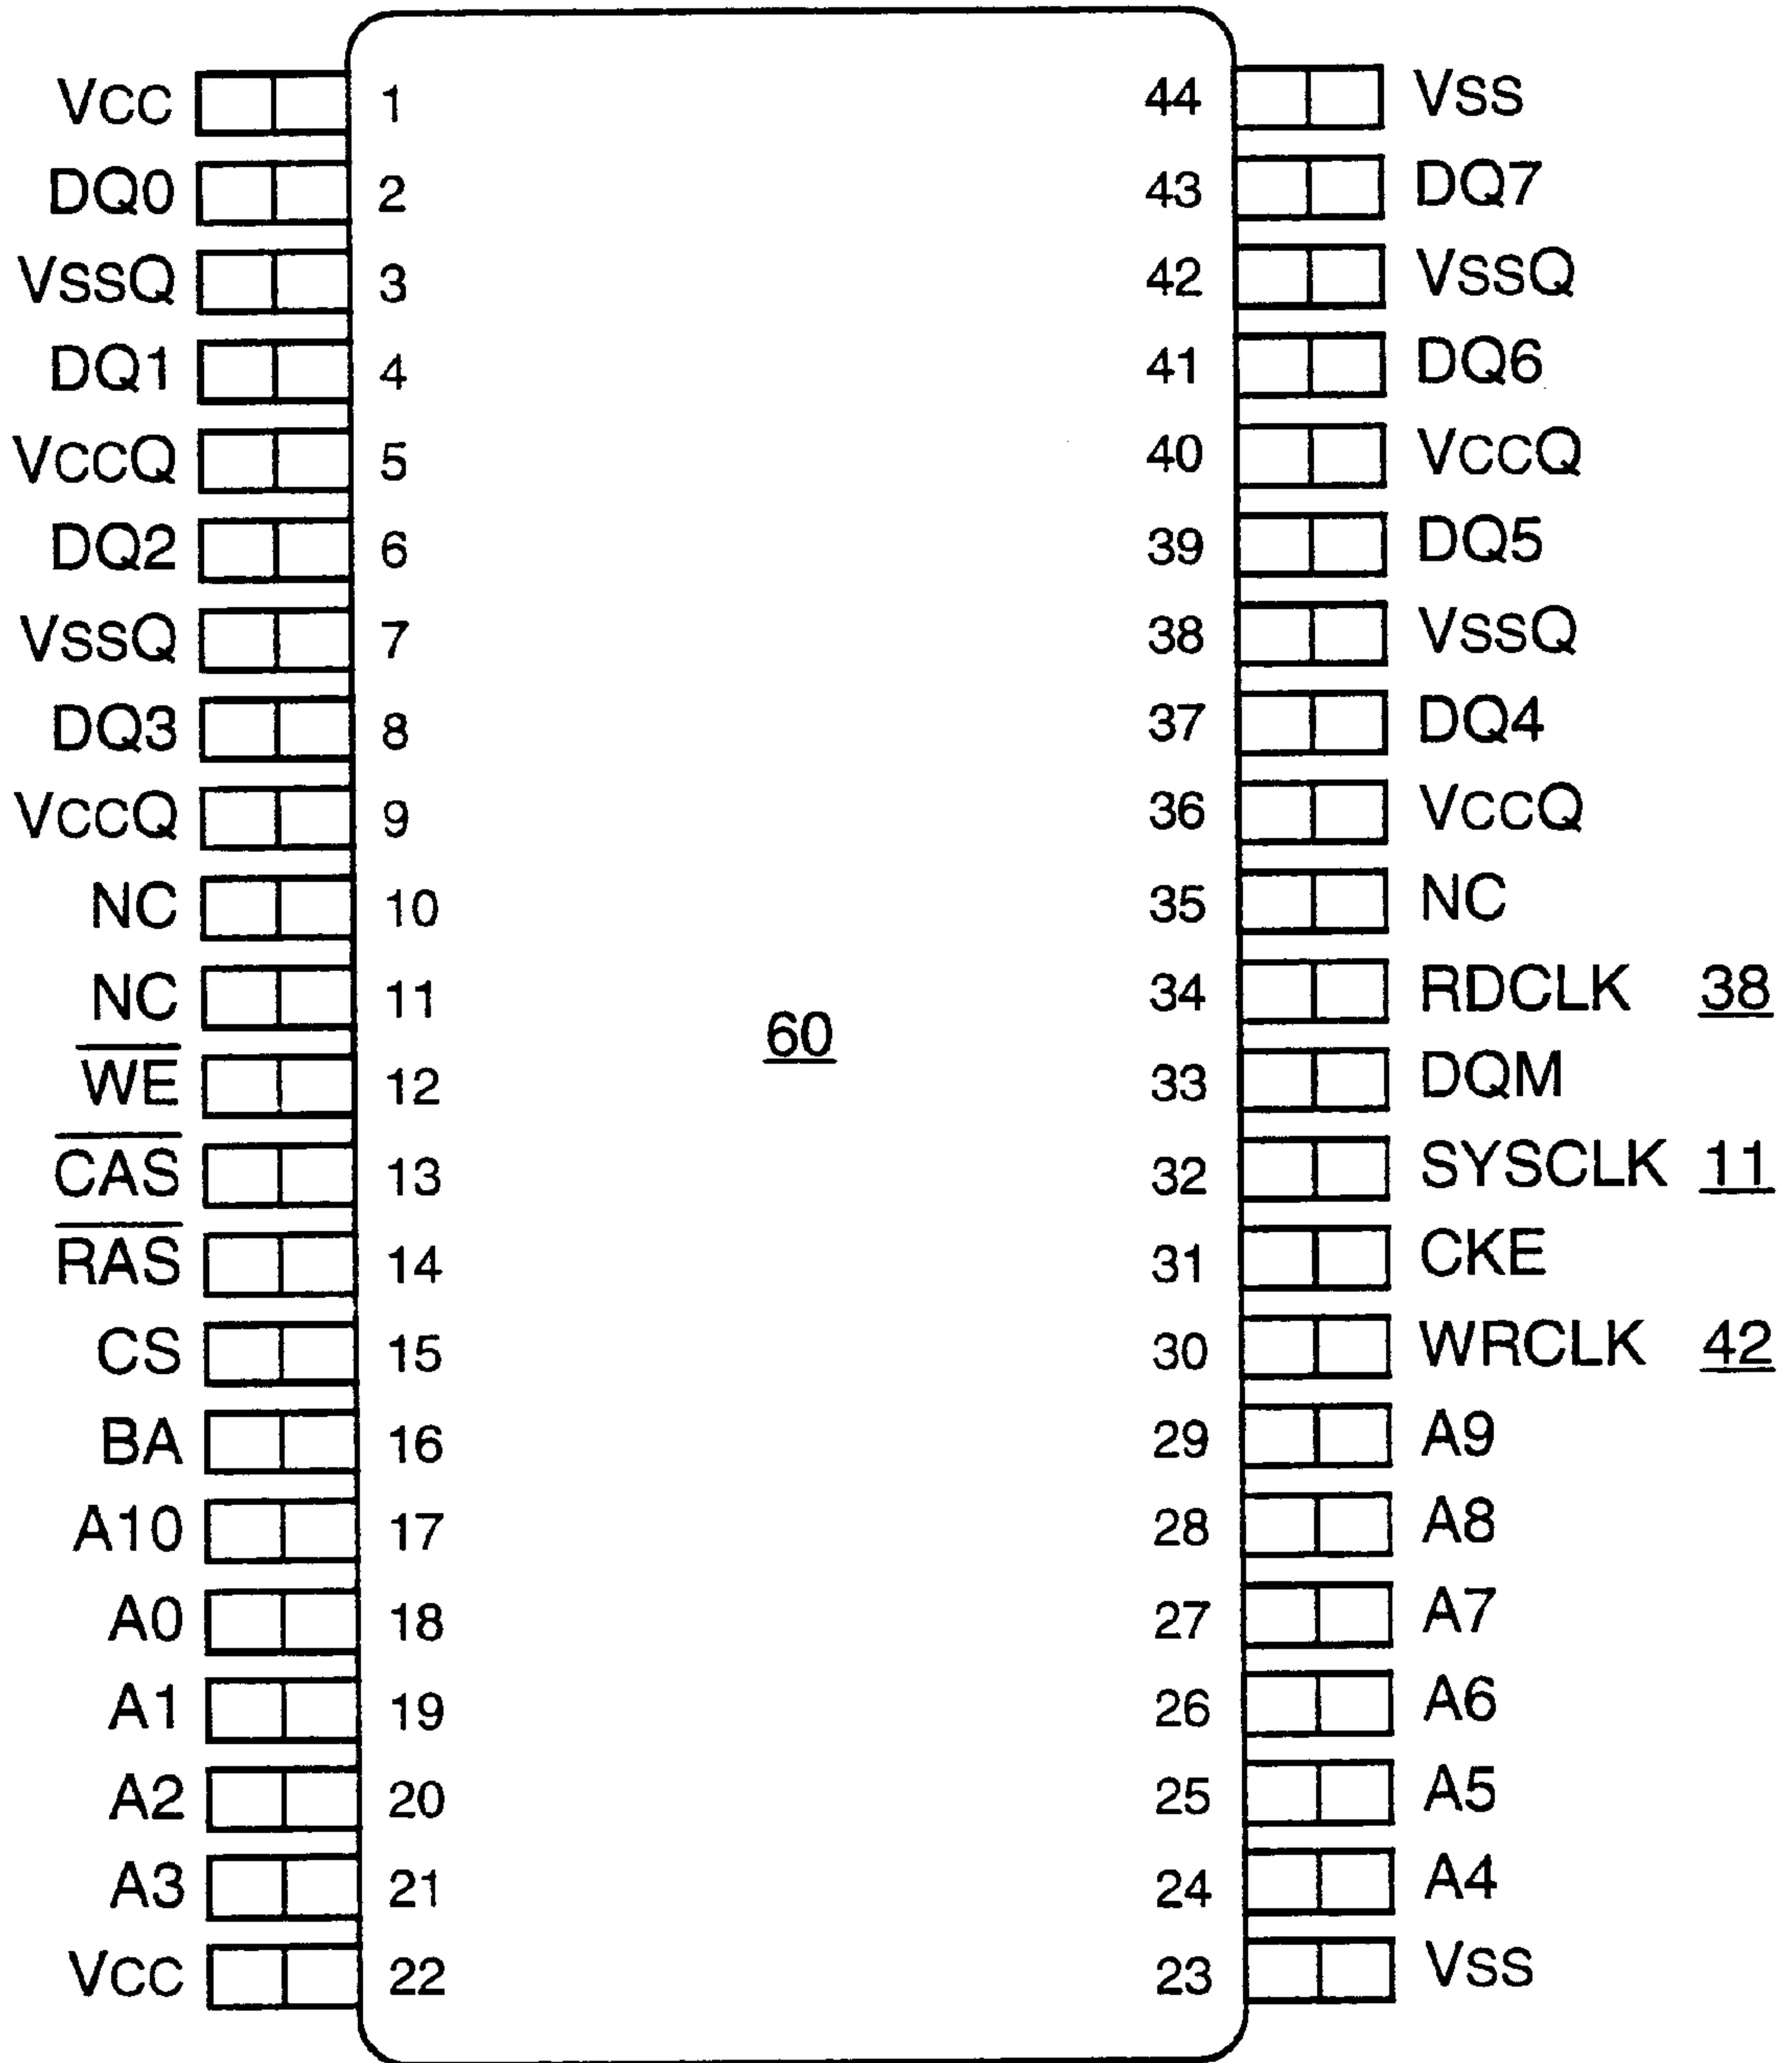 VCC 1 44 VSS
DQ0 2 43 DQ7
VSSQ 3 42 VSSQ
DQ1 4 41 DQ6
VCCQ 5 40 VCCQ
DQ2 6 39 DQ5
VSSQ 7 38 VSSQ
DQ3 8 37 DQ4
VCCQ 9 36 VCCQ
NC 10 35 NC
NC 11 34 RDCLK 38
60
W̅E̅ 12 33 DQM
C̅A̅S̅ 13 32 SYSCLK 11
R̅A̅S̅ 14 31 CKE
CS 15 30 WRCLK 42
BA 16 29 A9
A10 17 28 A8
A0 18 27 A7
A1 19 26 A6
A2 20 25 A5
A3 21 24 A4
VCC 22 23 VSS